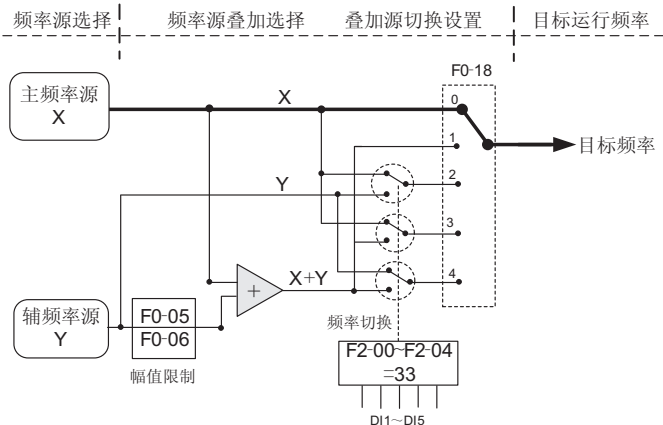 频率源选择
频率源叠加选择
叠加源切换设置
目标运行频率
F0-18
主频率源
X
X
0
1
目标频率
2
Y
3
X+Y
4
+
辅频率源
Y
F0-05
F0-06
幅值限制
频率切换
F2-00~F2-04
=33
DI1~DI5